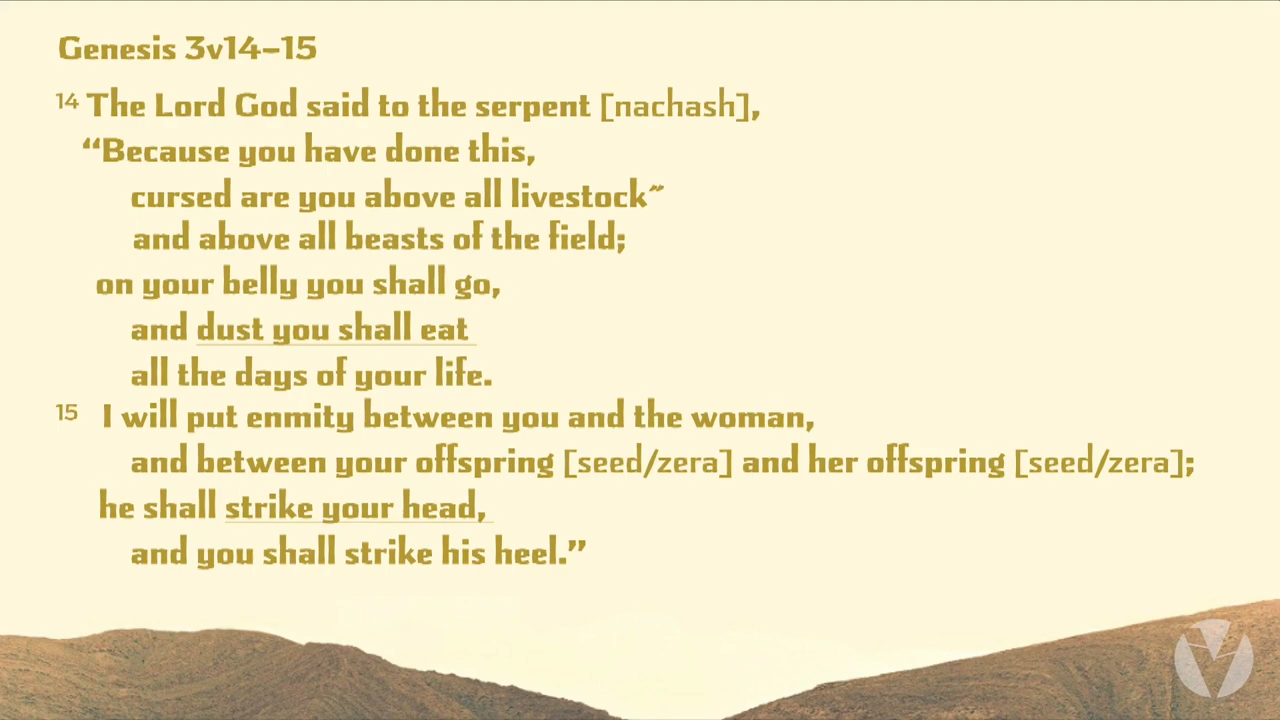 Genesis 3v14–15
14 The Lord God said to the serpent [nachash],
“Because you have done this,
cursed are you above all livestock˝
and above all beasts of the field;
on your belly you shall go,
and dust you shall eat
all the days of your life.
15 I will put enmity between you and the woman,
and between your offspring [seed/zera] and her offspring [seed/zera];
he shall strike your head,
and you shall strike his heel.”